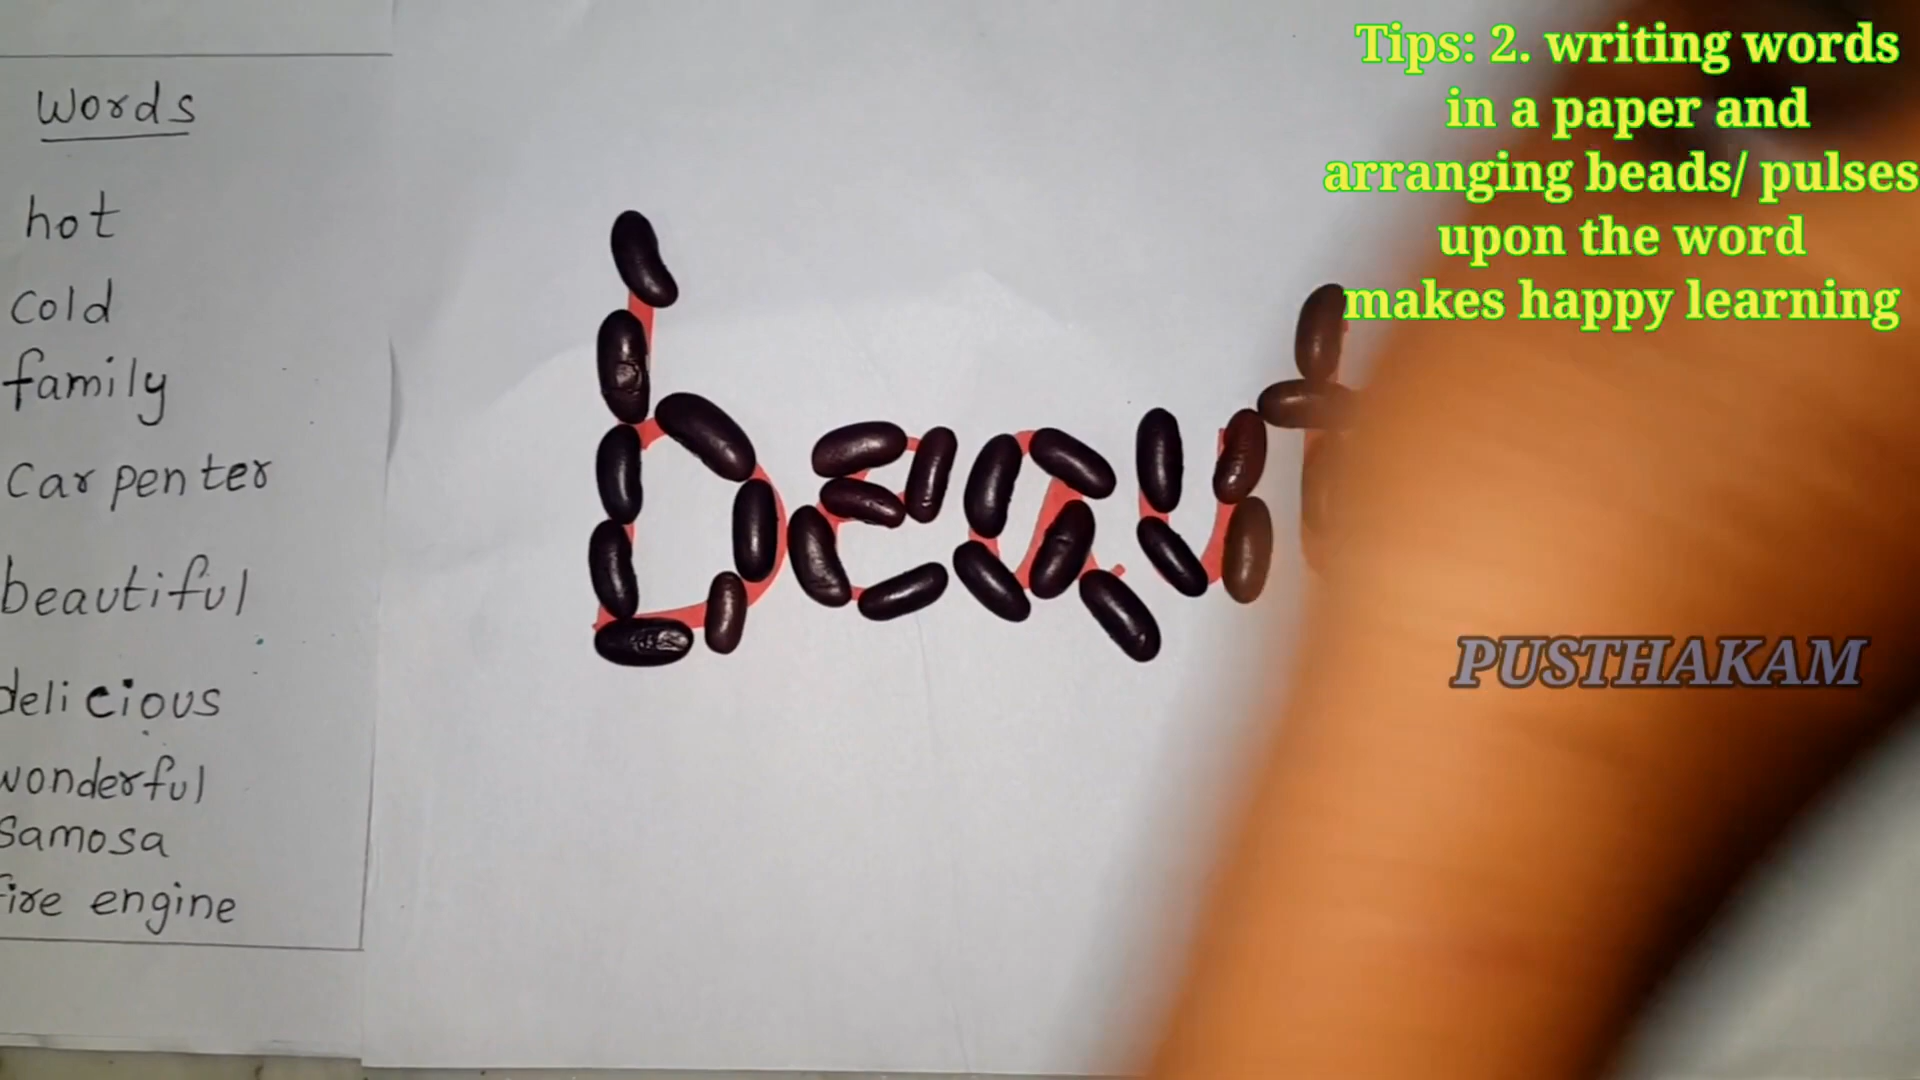 Words
hot
cold
family
carpenter
beautiful
delicious
wonderful
Samosa
fire engine
beaut
Tips: 2. writing words
in a paper and
arranging beads/ pulses
upon the word
makes happy learning
PUSTHAKAM